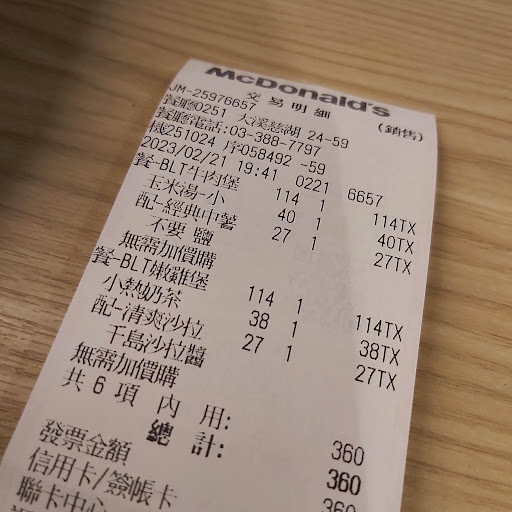 McDonald's
交易明細
(銷售)
JM-25976657
餐廳0251 大溪慈湖 24-59
餐廳電話:03-388-7797
機251024 序058492 -59
2023/02/21 19:41 0221 6657
餐-BLT牛肉堡 114 1 114TX
玉米湯-小 40 1 40TX
配-經典中薯 27 1 27TX
不要 鹽
無需加價購
餐-BLT嫩雞堡 114 1 114TX
小熱奶茶 38 1 38TX
配-清爽沙拉 27 1 27TX
千島沙拉醬
無需加價購
共 6 項 內 用: 360
總 計: 360
發票金額 360
信用卡/簽帳卡
聯卡中心